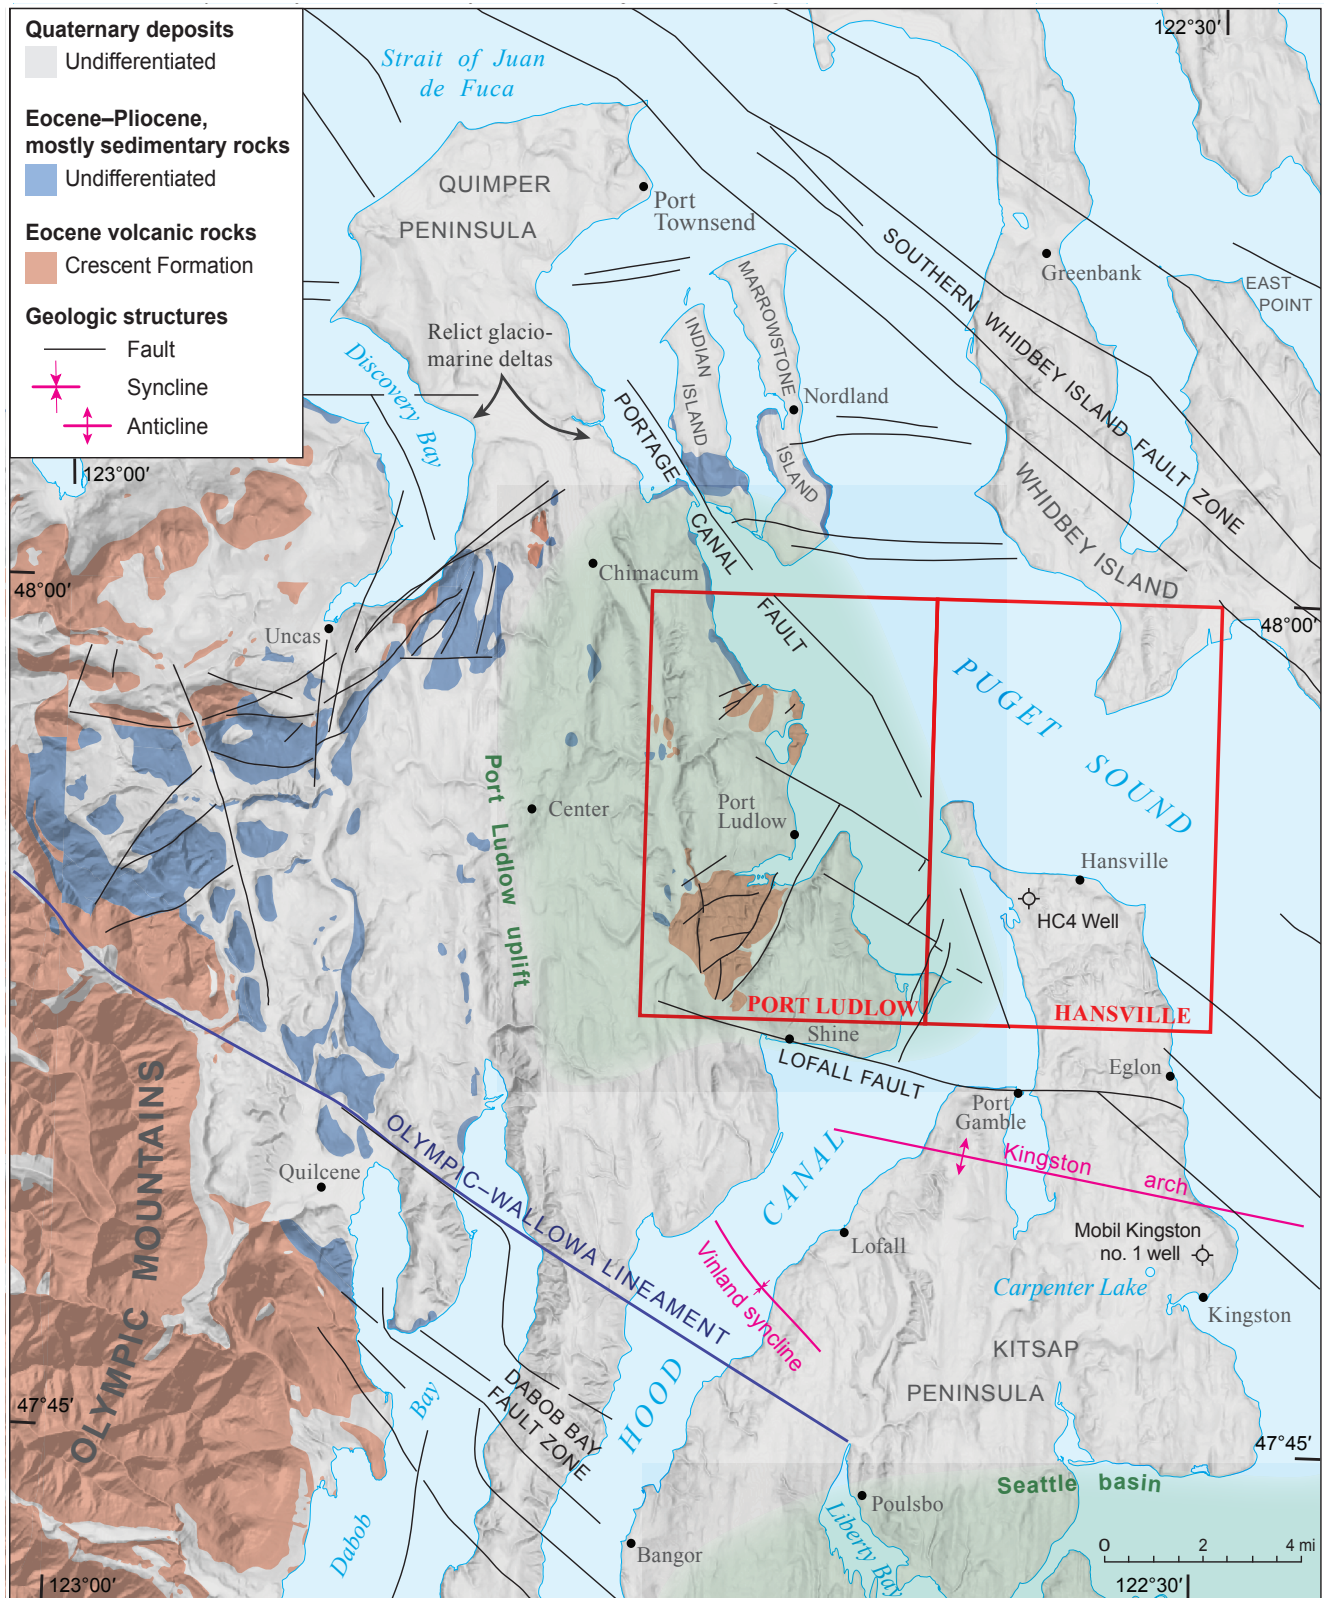 Quaternary deposits
Undifferentiated
Eocene–Pliocene,
mostly sedimentary rocks
Undifferentiated
Eocene volcanic rocks
Crescent Formation
Geologic structures
Fault
Syncline
Anticline
122°30′
Strait of Juan
de Fuca
QUIMPER
PENINSULA
Port
Townsend
SOUTHERN WHIDBEY ISLAND FAULT ZONE
Greenbank
EAST
POINT
MARROWSTONE
ISLAND
INDIAN
ISLAND
Relict glacio-
marine deltas
Discovery Bay
Nordland
PORTAGE
CANAL
FAULT
WHIDBEY ISLAND
123°00′
48°00′
Chimacum
Uncas
48°00′
PUGET SOUND
Port Ludlow uplift
Center
Port
Ludlow
Hansville
HC4 Well
PORT LUDLOW
HANSVILLE
Shine
LOFALL FAULT
Eglon
Port
Gamble
OLYMPIC MOUNTAINS
Quilcene
OLYMPIC–WALLOWA LINEAMENT
HOOD CANAL
Kingston arch
Lofall
Vinland syncline
Mobil Kingston
no. 1 well
Carpenter Lake
Kingston
KITSAP
PENINSULA
DABOB BAY
FAULT ZONE
47°45′
47°45′
Dabob Bay
Seattle basin
Poulsbo
Liberty Bay
Bangor
0 2 4 mi
123°00′
122°30′